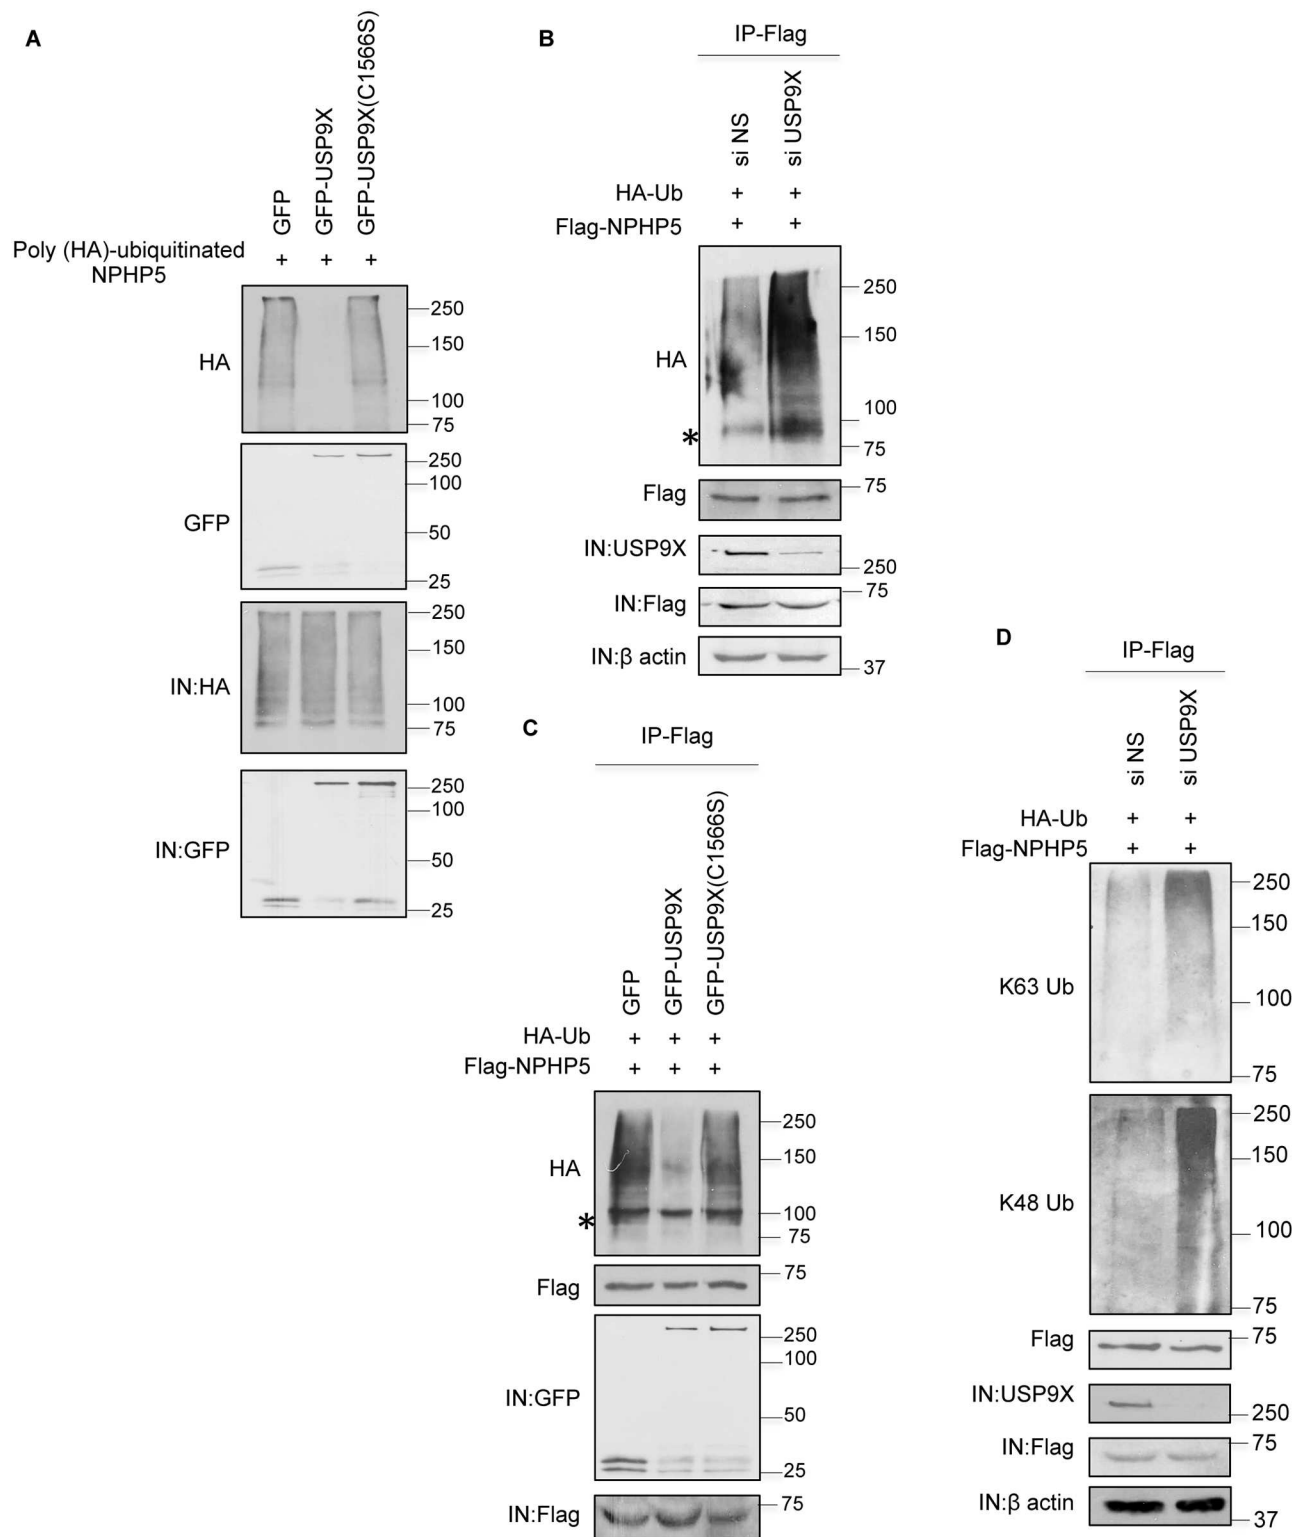 A
GFP
GFP-USP9X
GFP-USP9X(C1566S)
Poly (HA)-ubiquitinated
NPHP5
+ + +
HA
250
150
100
75
GFP
250
100
50
25
IN:HA
250
150
100
75
IN:GFP
250
100
50
25
B
IP-Flag
si NS
si USP9X
HA-Ub + +
Flag-NPHP5 + +
HA
250
150
100
75
*
Flag
75
IN:USP9X
250
IN:Flag
75
IN:β actin
37
C
IP-Flag
GFP
GFP-USP9X
GFP-USP9X(C1566S)
HA-Ub + + +
Flag-NPHP5 + + +
HA
250
150
100
75
*
Flag
75
IN:GFP
250
100
50
25
IN:Flag
75
D
IP-Flag
si NS
si USP9X
HA-Ub + +
Flag-NPHP5 + +
K63 Ub
250
150
100
75
K48 Ub
250
150
100
75
Flag
75
IN:USP9X
250
IN:Flag
75
IN:β actin
37